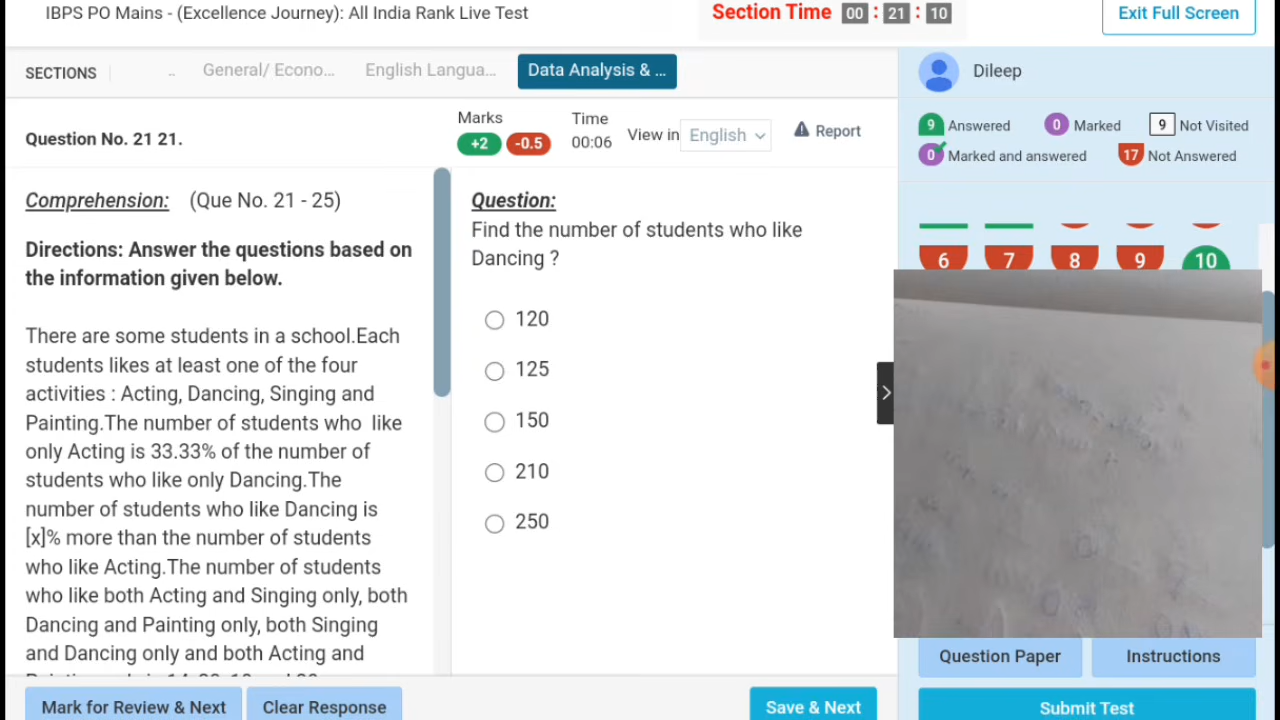 IBPS PO Mains - (Excellence Journey): All India Rank Live Test
Section Time 00 : 21 : 10
Exit Full Screen
SECTIONS
..
General/ Econo...
English Langua...
Data Analysis & ...
Dileep
Question No. 21 21.
Marks
+2 -0.5
Time
00:06
View in English
Report
9 Answered
0 Marked
9 Not Visited
0 Marked and answered
17 Not Answered
Comprehension: (Que No. 21 - 25)
Directions: Answer the questions based on
the information given below.
There are some students in a school.Each
students likes at least one of the four
activities : Acting, Dancing, Singing and
Painting.The number of students who like
only Acting is 33.33% of the number of
students who like only Dancing.The
number of students who like Dancing is
[x]% more than the number of students
who like Acting.The number of students
who like both Acting and Singing only, both
Dancing and Painting only, both Singing
and Dancing only and both Acting and
Question:
Find the number of students who like
Dancing ?
120
125
150
210
250
6 7 8 9 10
Question Paper
Instructions
Mark for Review & Next
Clear Response
Save & Next
Submit Test